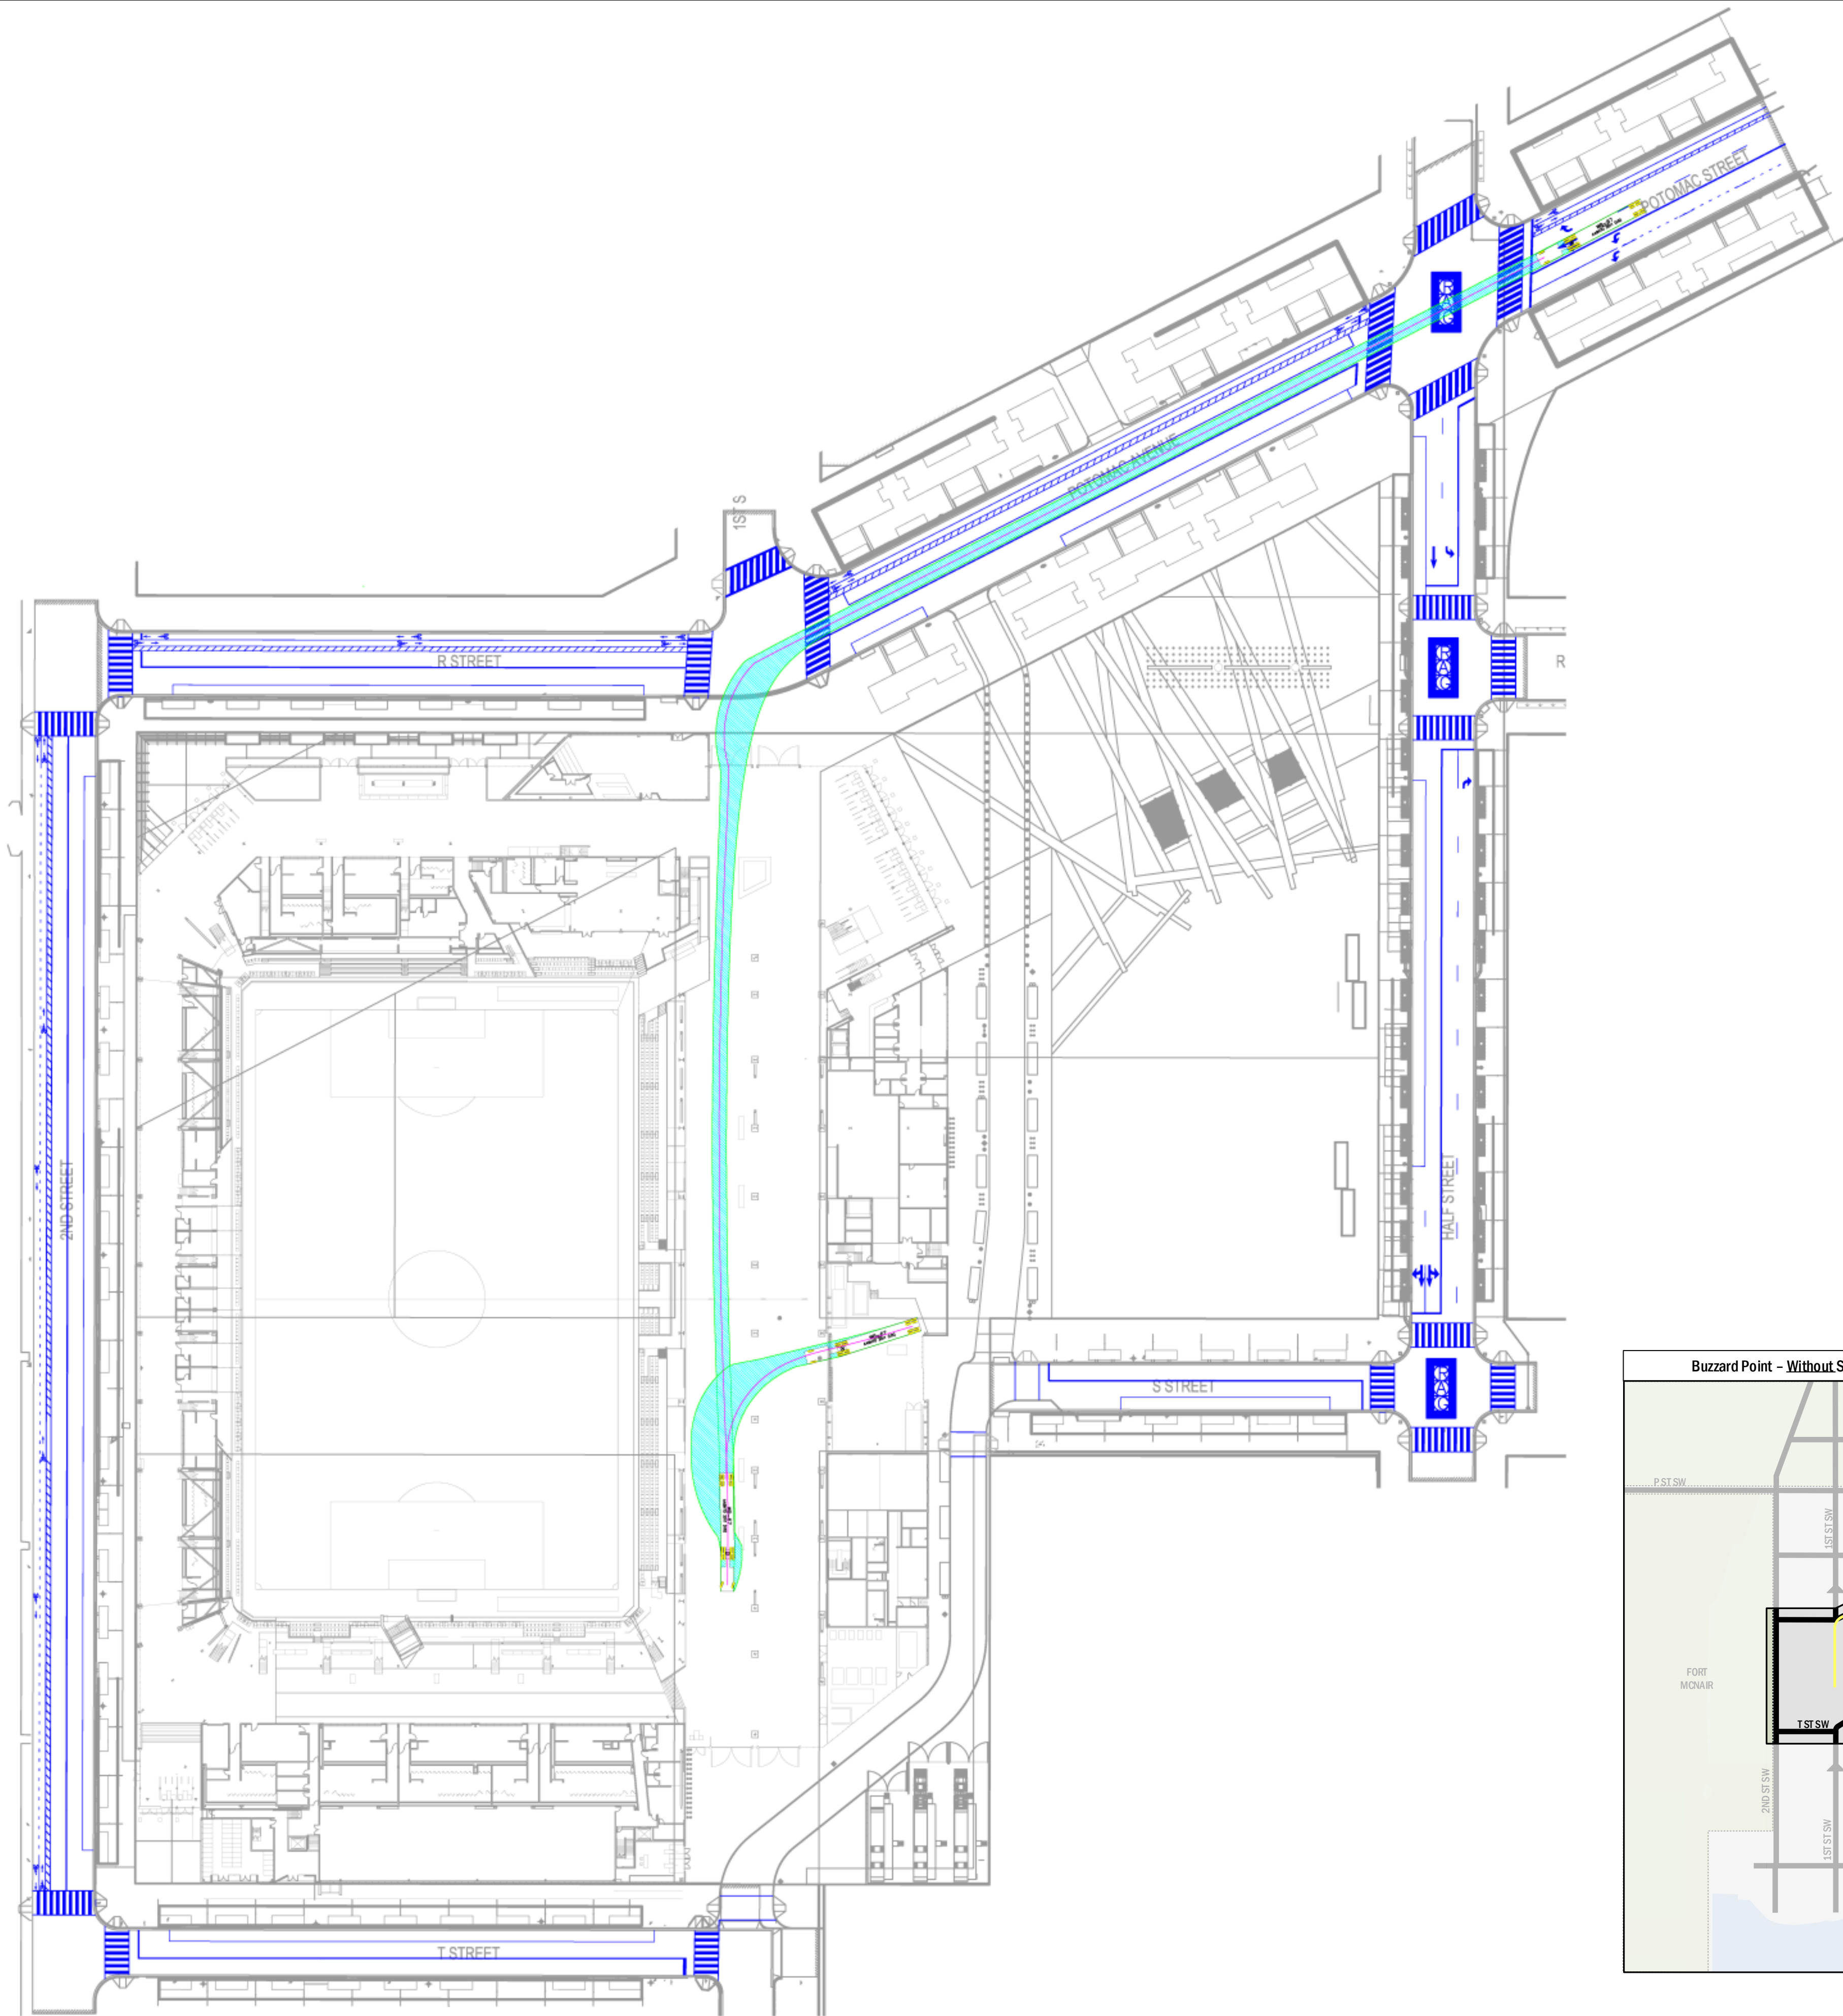 POTOMAC STREET
R
A
G
POTOMAC AVENUE
1ST S
R STREET
R
A
G
R
2ND STREET
HALF STREET
S STREET
R
A
G
Buzzard Point – Without S
P ST SW
1ST ST SW
FORT
MCNAIR
T ST SW
2ND ST SW
1ST ST SW
T STREET